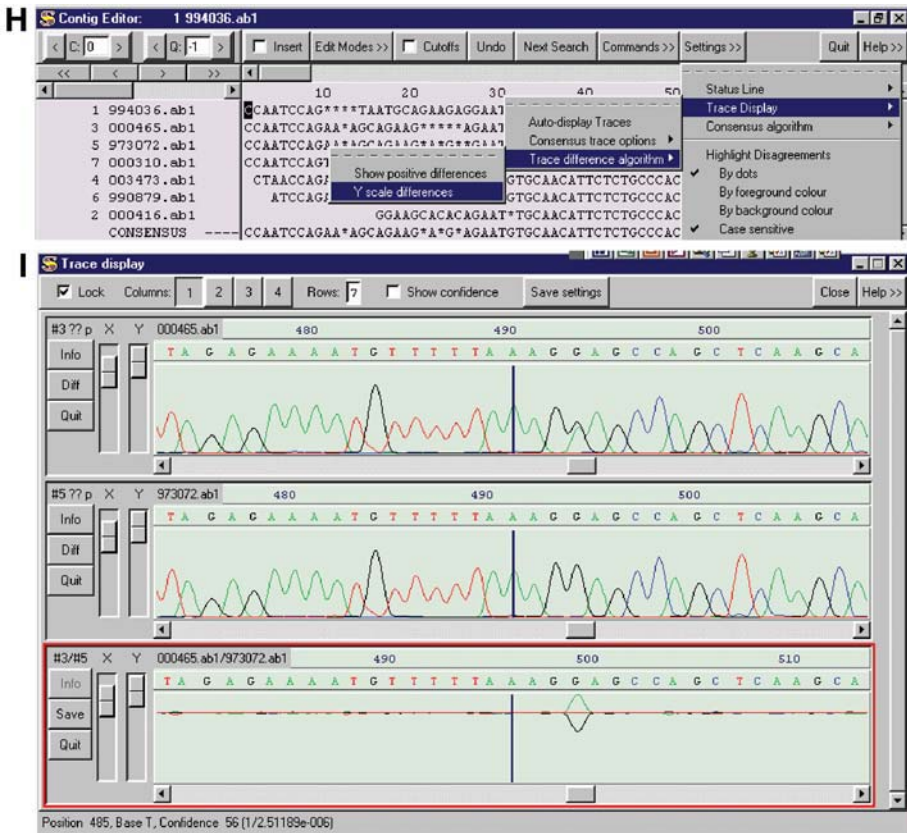 H
Contig Editor: 1 994036.ab1
< C: 0 > < Q: -1 > Insert Edit Modes >> Cutoffs Undo Next Search Commands >> Settings >> Quit Help >>
<< < > >>
10 20 30 40 50
1 994036.ab1 CCAATCCAG****TAATGCAGAAGAGGAAT
3 000465.ab1 CCAATCCAGAA*AGCAGAAG*****AGAAT
5 973072.ab1 CCAATCCAGAA*AGCAGAAG*A*G**AGAAT
7 000310.ab1 CCAATCCAGT
4 003473.ab1 CTAACCAGA GTGCAACATTCTCTGCCCAC
6 990879.ab1 ATCCAGA GTGCAACATTCTCTGCCCAC
2 000416.ab1 GGAAGCACACAGAAT*TGCAACATTCTCTGCCCAC
CONSENSUS ---- CCAATCCAGAA*AGCAGAAG*A*G*AGAATGTGCAACATTCTCTGCCCAC
Show positive differences
Y scale differences
Auto-display Traces
Consensus trace options
Trace difference algorithm
Status Line
Trace Display
Consensus algorithm
Highlight Disagreements
By dots
By foreground colour
By background colour
Case sensitive
I
Trace display
Lock Columns: 1 2 3 4 Rows: 7 Show confidence Save settings Close Help >>
#3 ?? p X Y 000465.ab1 480 490 500
Info
Diff
Quit
T A G A G A A A A T G T T T T T A A A G G A G C C A G C T C A A G C A
#5 ?? p X Y 973072.ab1 480 490 500
Info
Diff
Quit
T A G A G A A A A T G T T T T T A A A G G A G C C A G C T C A A G C A
#3/#5 X Y 000465.ab1/973072.ab1 490 500 510
Info
Save
Quit
T A G A G A A A A T G T T T T T A A A G G A G C C A G C T C A A G C A
Position 485, Base T, Confidence 56 (1/2.51189e-006)